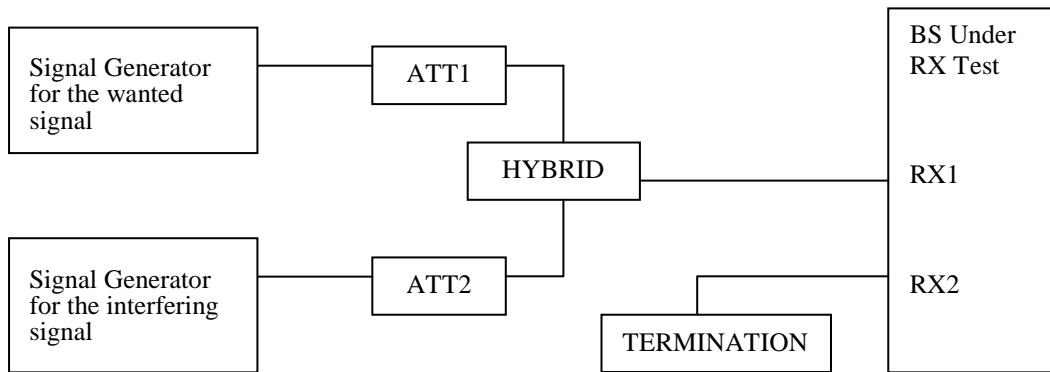 Signal Generator
for the wanted
signal
ATT1
HYBRID
BS Under
RX Test
RX1
Signal Generator
for the interfering
signal
ATT2
RX2
TERMINATION